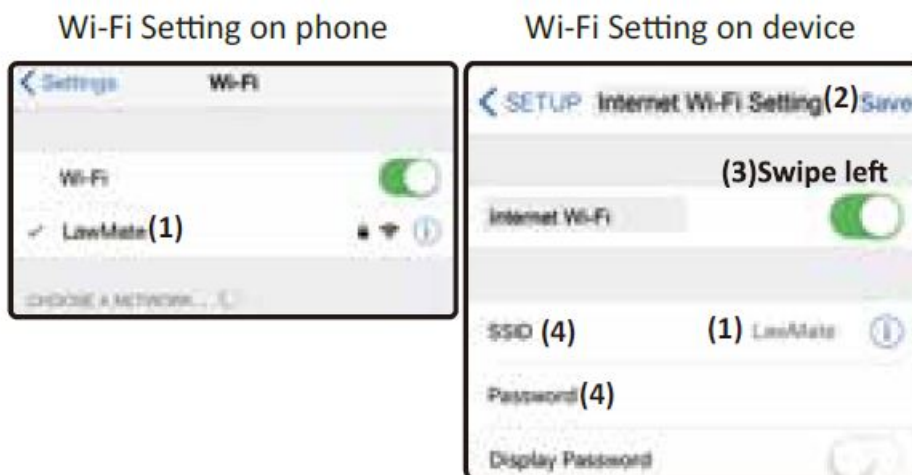 Wi-Fi Setting on phone
Settings Wi-Fi
Wi-Fi
LawMate(1)
CHOOSE A NETWORK...
Wi-Fi Setting on device
SETUP Internet Wi-Fi Setting(2)Save
(3)Swipe left
Internet Wi-Fi
SSID (4) (1) LawMate
Password(4)
Display Password